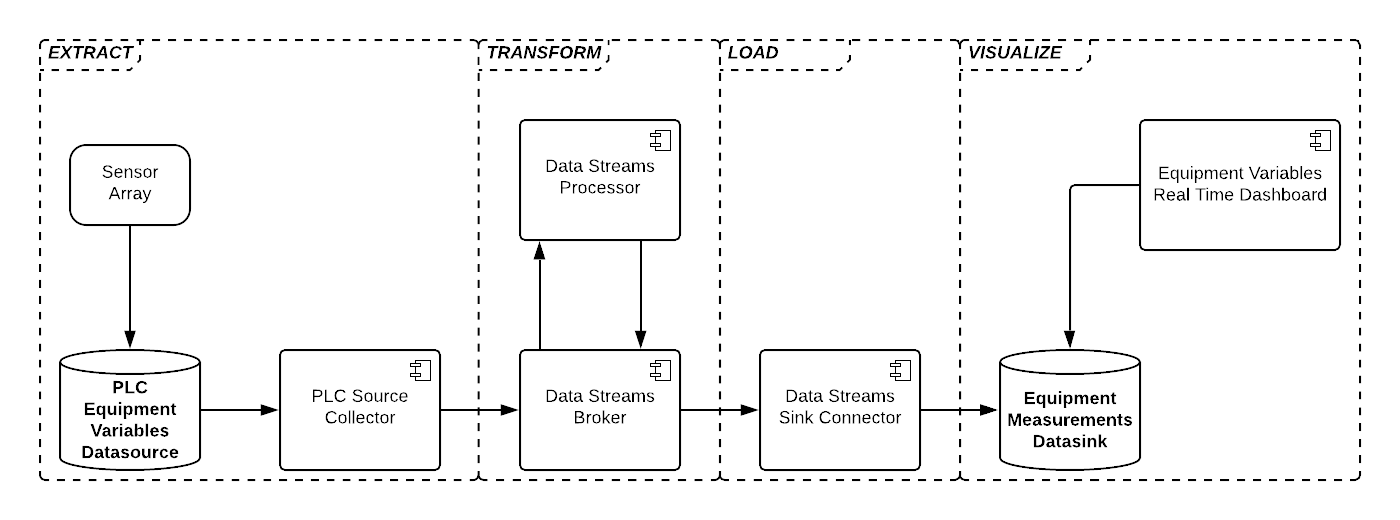 EXTRACT
TRANSFORM
LOAD
VISUALIZE
Sensor
Array
Data Streams
Processor
Equipment Variables
Real Time Dashboard
PLC
Equipment
Variables
Datasource
PLC Source
Collector
Data Streams
Broker
Data Streams
Sink Connector
Equipment
Measurements
Datasink